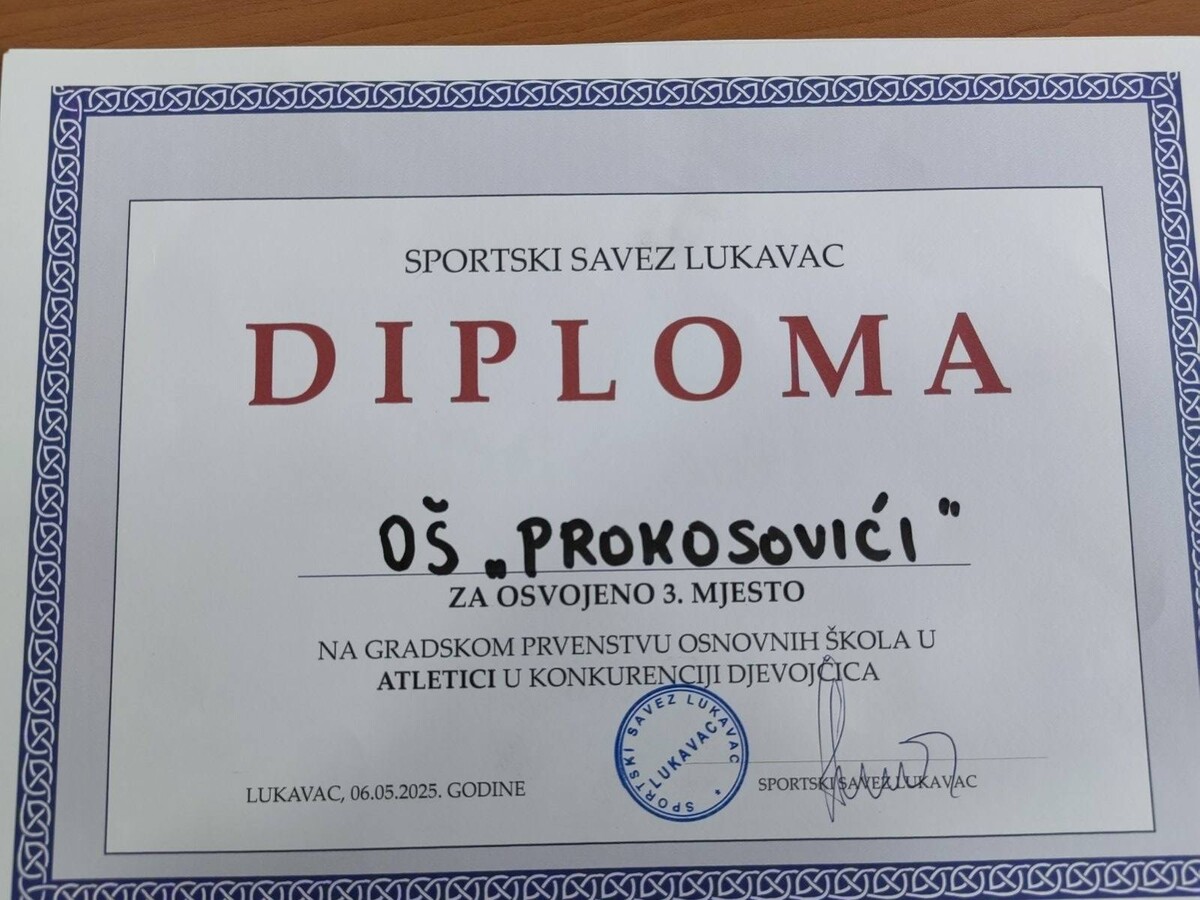 SPORTSKI SAVEZ LUKAVAC
DIPLOMA
OŠ „PROKOSOVIĆI"
ZA OSVOJENO 3. MJESTO
NA GRADSKOM PRVENSTVU OSNOVNIH ŠKOLA U
ATLETICI U KONKURENCIJI DJEVOJČICA
SPORTSKI SAVEZ LUKAVAC *
LUKAVAC
LUKAVAC, 06.05.2025. GODINE
SPORTSKI SAVEZ LUKAVAC